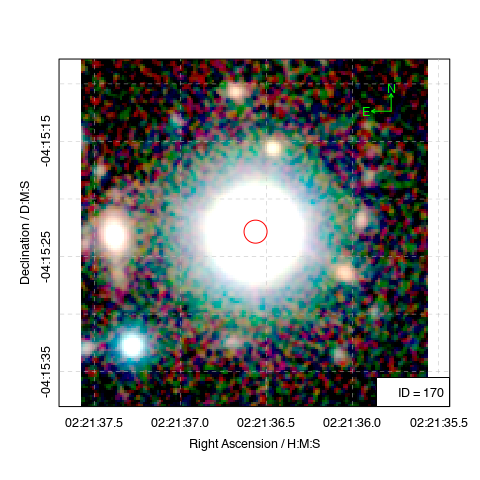 N
E
-04:15:15
-04:15:25
-04:15:35
Declination / D:M:S
ID = 170
02:21:37.5 02:21:37.0 02:21:36.5 02:21:36.0 02:21:35.5
Right Ascension / H:M:S